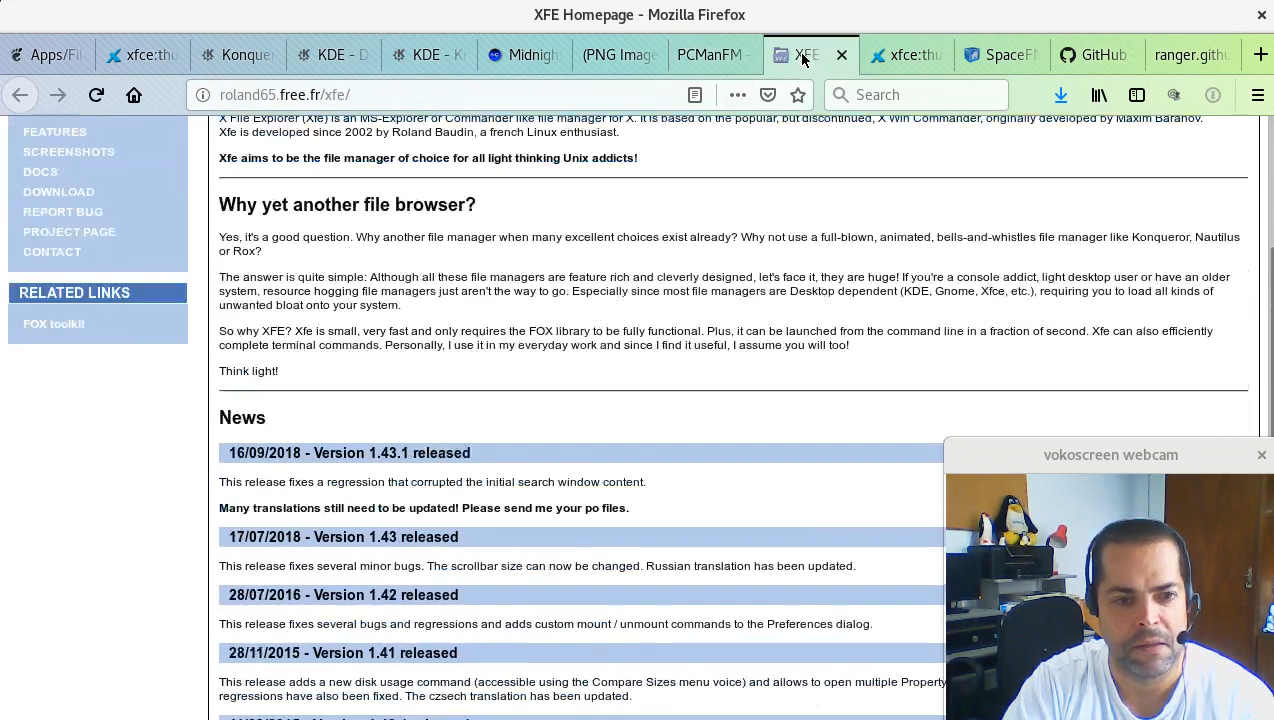 XFE Homepage - Mozilla Firefox
Apps/Fil
xfce:thu
Konque
KDE - D
KDE - K
Midnigh
(PNG Image
PCManFM -
XFE
xfce:thu
SpaceF
GitHub
ranger.githu
roland65.free.fr/xfe/
Search
FEATURES
SCREENSHOTS
DOCS
DOWNLOAD
REPORT BUG
PROJECT PAGE
CONTACT
RELATED LINKS
FOX toolkit
X File Explorer (Xfe) is an MS-Explorer or Commander like file manager for X. It is based on the popular, but discontinued, X Win Commander, originally developed by Maxim Baranov.
Xfe is developed since 2002 by Roland Baudin, a french Linux enthusiast.
Xfe aims to be the file manager of choice for all light thinking Unix addicts!
Why yet another file browser?
Yes, it's a good question. Why another file manager when many excellent choices exist already? Why not use a full-blown, animated, bells-and-whistles file manager like Konqueror, Nautilus
or Rox?
The answer is quite simple: Although all these file managers are feature rich and cleverly designed, let's face it, they are huge! If you're a console addict, light desktop user or have an older
system, resource hogging file managers just aren't the way to go. Especially since most file managers are Desktop dependent (KDE, Gnome, Xfce, etc.), requiring you to load all kinds of
unwanted bloat onto your system.
So why XFE? Xfe is small, very fast and only requires the FOX library to be fully functional. Plus, it can be launched from the command line in a fraction of second. Xfe can also efficiently
complete terminal commands. Personally, I use it in my everyday work and since I find it useful, I assume you will too!
Think light!
News
16/09/2018 - Version 1.43.1 released
This release fixes a regression that corrupted the initial search window content.
Many translations still need to be updated! Please send me your po files.
17/07/2018 - Version 1.43 released
This release fixes several minor bugs. The scrollbar size can now be changed. Russian translation has been updated.
28/07/2016 - Version 1.42 released
This release fixes several bugs and regressions and adds custom mount / unmount commands to the Preferences dialog.
28/11/2015 - Version 1.41 released
This release adds a new disk usage command (accessible using the Compare Sizes menu voice) and allows to open multiple Property
regressions have also been fixed. The czsech translation has been updated.
vokoscreen webcam